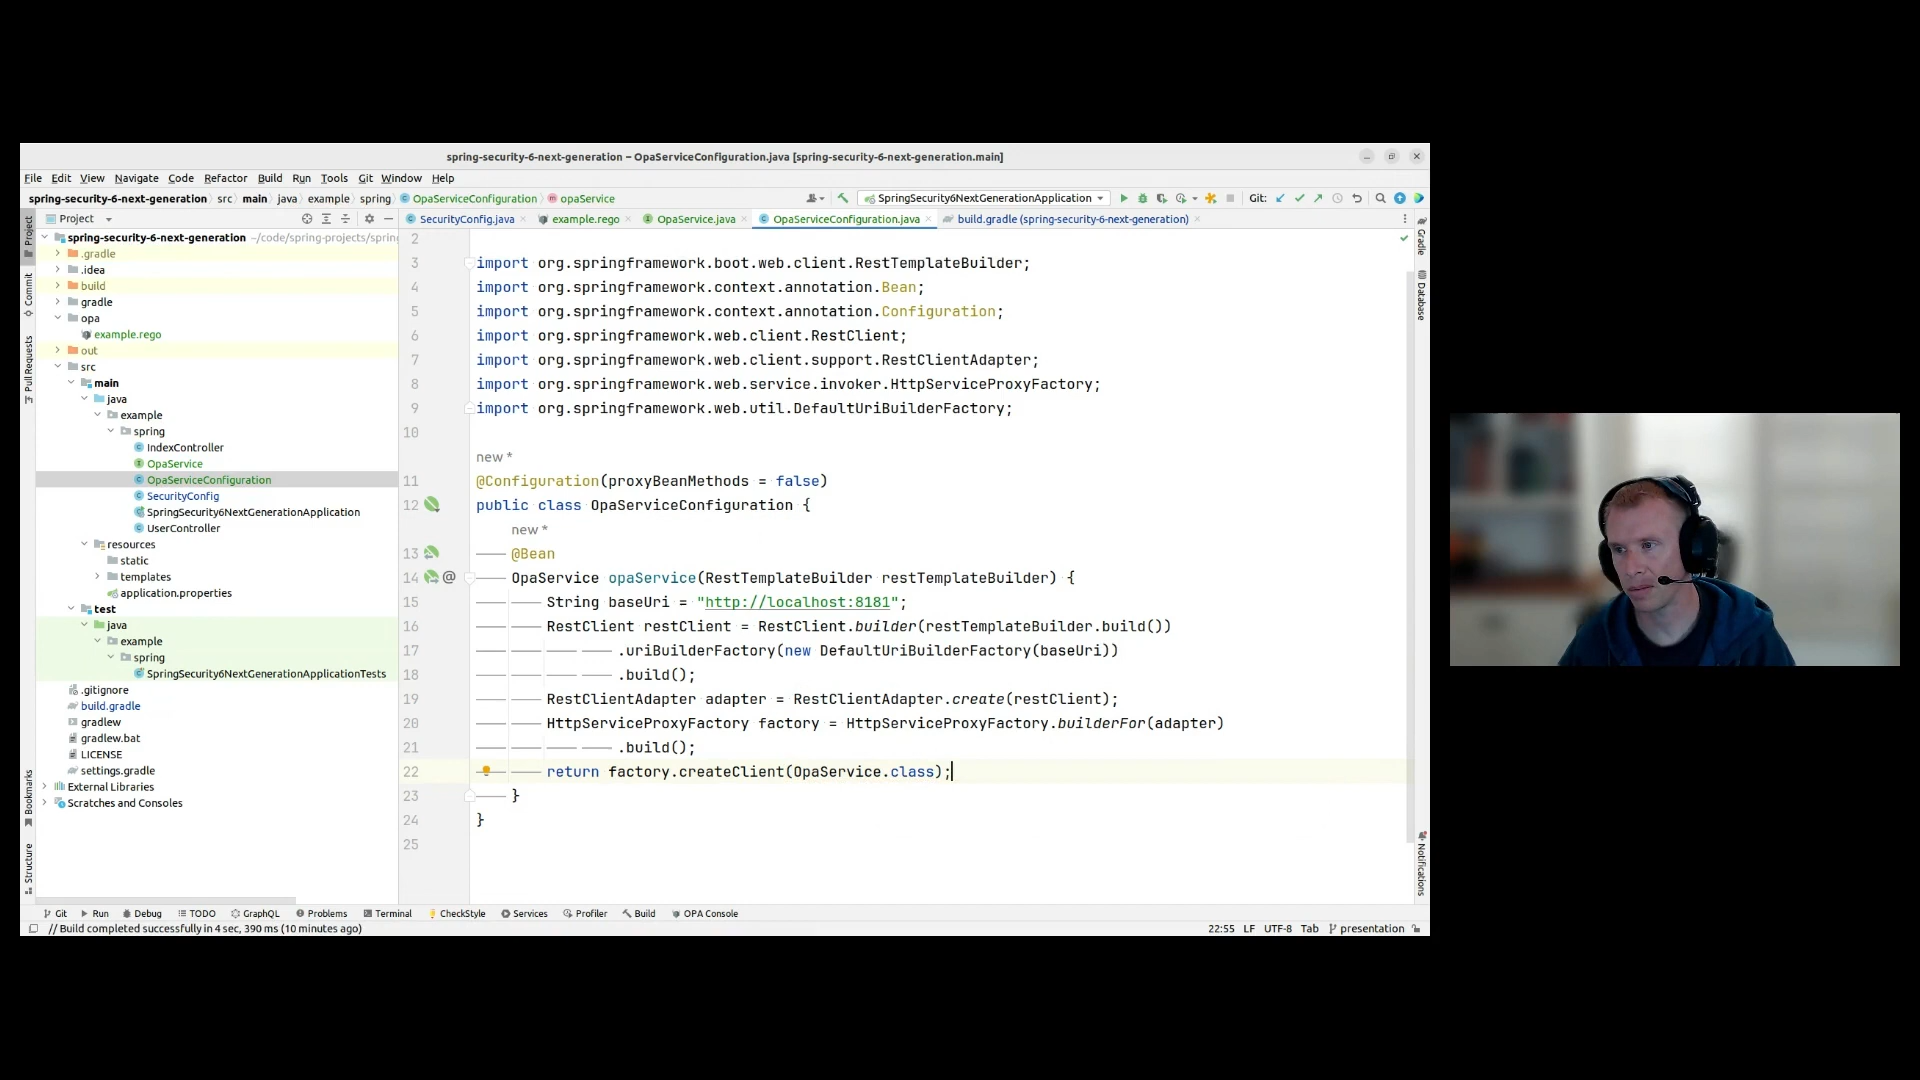 spring-security-6-next-generation – OpaServiceConfiguration.java [spring-security-6-next-generation.main]
File Edit View Navigate Code Refactor Build Run Tools Git Window Help
spring-security-6-next-generation src main java example spring OpaServiceConfiguration opaService
SpringSecurity6NextGenerationApplication
Git:
Project
SecurityConfig.java
example.rego
OpaService.java
OpaServiceConfiguration.java
build.gradle (spring-security-6-next-generation)
Project
Commit
Pull Requests
Bookmarks
Structure
spring-security-6-next-generation ~/code/spring-projects/spring
.gradle
.idea
build
gradle
opa
example.rego
out
src
main
java
example
spring
IndexController
OpaService
OpaServiceConfiguration
SecurityConfig
SpringSecurity6NextGenerationApplication
UserController
resources
static
templates
application.properties
test
java
example
spring
SpringSecurity6NextGenerationApplicationTests
.gitignore
build.gradle
gradlew
gradlew.bat
LICENSE
settings.gradle
External Libraries
Scratches and Consoles
2
3 import org.springframework.boot.web.client.RestTemplateBuilder;
4 import org.springframework.context.annotation.Bean;
5 import org.springframework.context.annotation.Configuration;
6 import org.springframework.web.client.RestClient;
7 import org.springframework.web.client.support.RestClientAdapter;
8 import org.springframework.web.service.invoker.HttpServiceProxyFactory;
9 import org.springframework.web.util.DefaultUriBuilderFactory;
10
new *
11 @Configuration(proxyBeanMethods = false)
12 public class OpaServiceConfiguration {
new *
13 @Bean
14 @ OpaService opaService(RestTemplateBuilder restTemplateBuilder) {
15 String baseUri = "http://localhost:8181";
16 RestClient restClient = RestClient.builder(restTemplateBuilder.build())
17 .uriBuilderFactory(new DefaultUriBuilderFactory(baseUri))
18 .build();
19 RestClientAdapter adapter = RestClientAdapter.create(restClient);
20 HttpServiceProxyFactory factory = HttpServiceProxyFactory.builderFor(adapter)
21 .build();
22 return factory.createClient(OpaService.class);
23 }
24 }
25
Gradle
Database
Notifications
Git Run Debug TODO GraphQL Problems Terminal CheckStyle Services Profiler Build OPA Console
// Build completed successfully in 4 sec, 390 ms (10 minutes ago)
22:55 LF UTF-8 Tab presentation